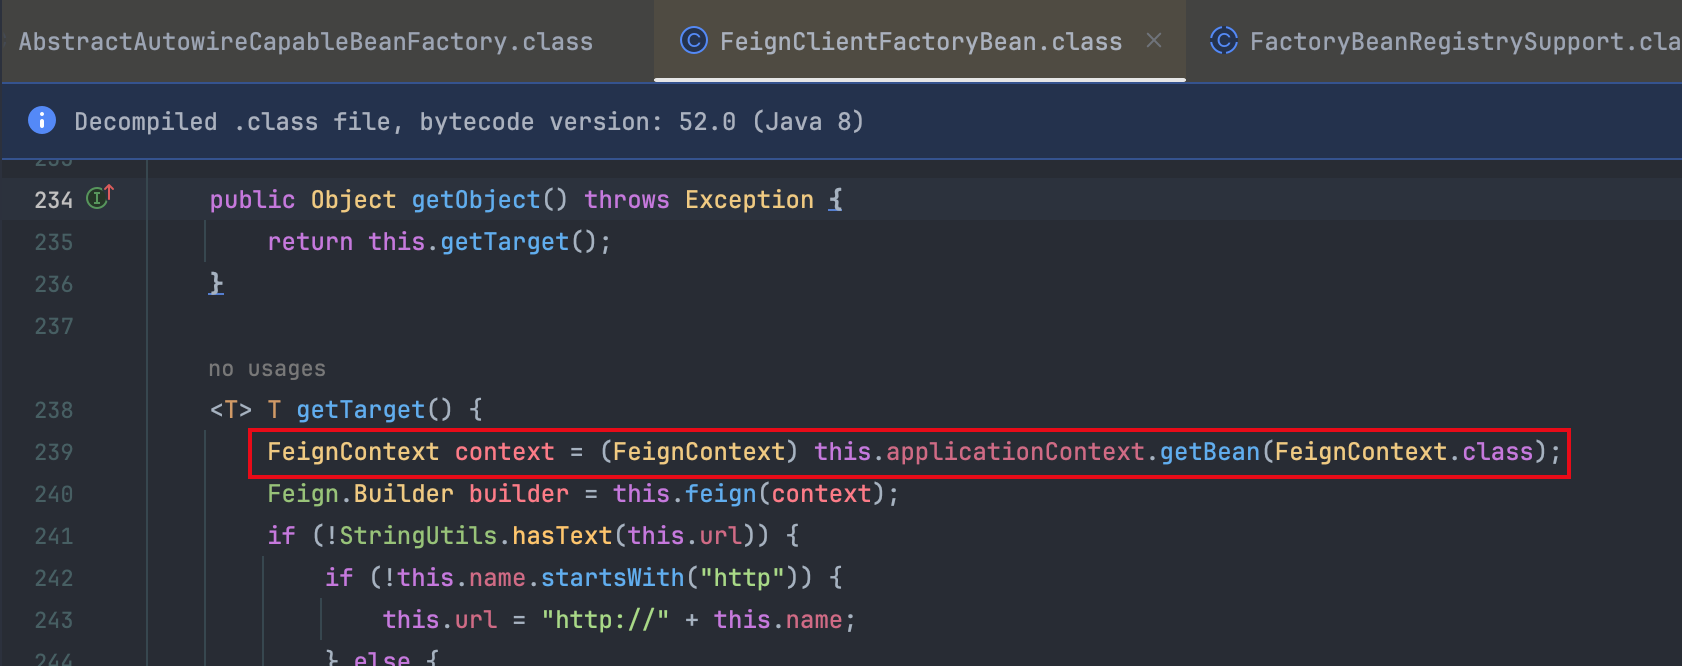 AbstractAutowireCapableBeanFactory.class FeignClientFactoryBean.class FactoryBeanRegistrySupport.cla
Decompiled .class file, bytecode version: 52.0 (Java 8)
234 public Object getObject() throws Exception {
235 return this.getTarget();
236 }
237
no usages
238 <T> T getTarget() {
239 FeignContext context = (FeignContext) this.applicationContext.getBean(FeignContext.class);
240 Feign.Builder builder = this.feign(context);
241 if (!StringUtils.hasText(this.url)) {
242 if (!this.name.startsWith("http")) {
243 this.url = "http://" + this.name;
244 } else {